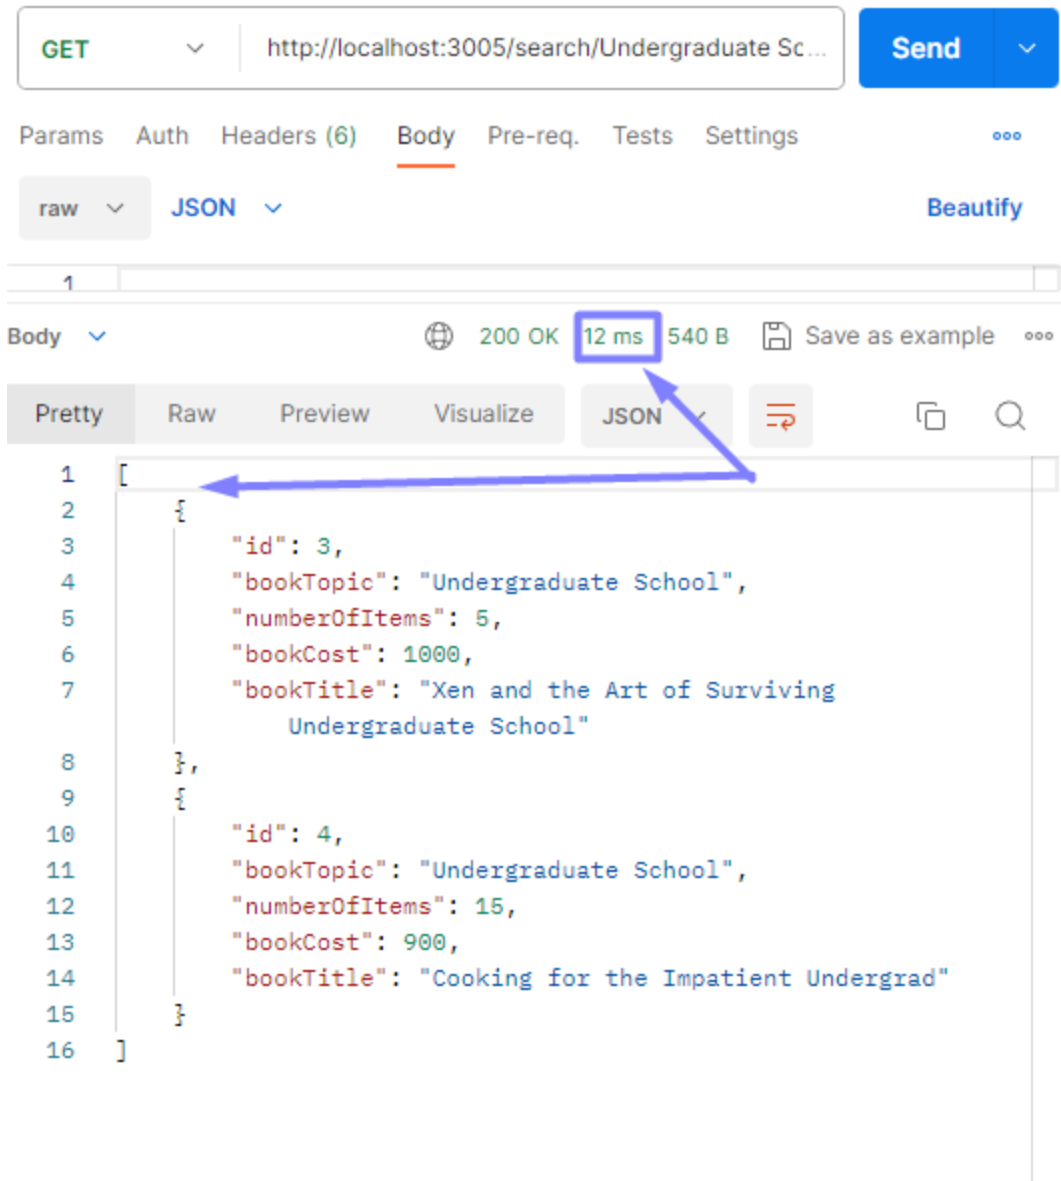 GET http://localhost:3005/search/Undergraduate Sc... Send
Params Auth Headers (6) Body Pre-req. Tests Settings
raw JSON Beautify
1
Body 200 OK 12 ms 540 B Save as example
Pretty Raw Preview Visualize JSON
1 [
2 {
3 "id": 3,
4 "bookTopic": "Undergraduate School",
5 "numberOfItems": 5,
6 "bookCost": 1000,
7 "bookTitle": "Xen and the Art of Surviving
Undergraduate School"
8 },
9 {
10 "id": 4,
11 "bookTopic": "Undergraduate School",
12 "numberOfItems": 15,
13 "bookCost": 900,
14 "bookTitle": "Cooking for the Impatient Undergrad"
15 }
16 ]